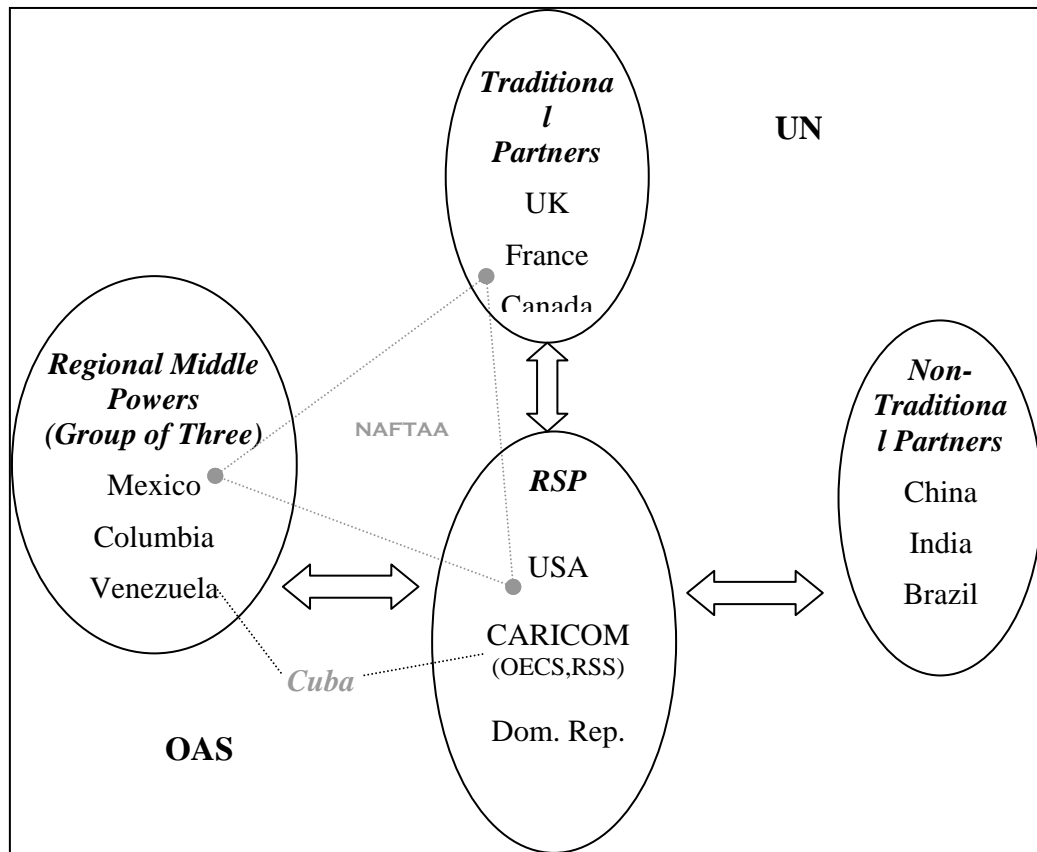 Traditiona
l
Partners
UK
France
Canada
UN
Regional Middle
Powers
(Group of Three)
Mexico
Columbia
Venezuela
NAFTAA
RSP
USA
CARICOM
(OECS,RSS)
Dom. Rep.
Non-
Traditiona
l Partners
China
India
Brazil
Cuba
OAS